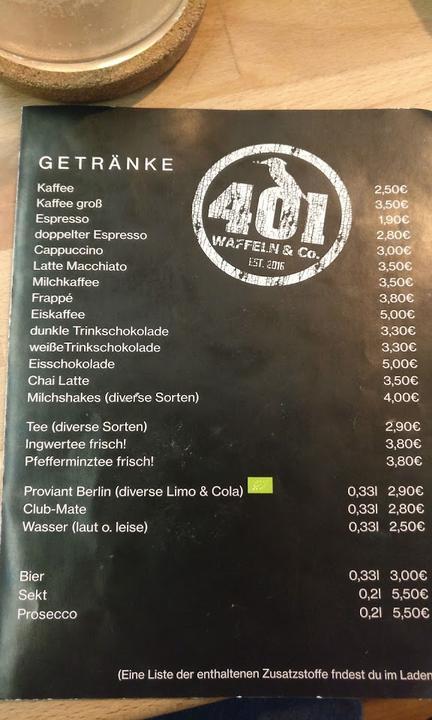 GETRÄNKE
401
WAFFELN & Co.
EST. 2016
Kaffee 2,50€
Kaffee groß 3,50€
Espresso 1,90€
doppelter Espresso 2,80€
Cappuccino 3,00€
Latte Macchiato 3,50€
Milchkaffee 3,50€
Frappé 3,80€
Eiskaffee 5,00€
dunkle Trinkschokolade 3,30€
weißeTrinkschokolade 3,30€
Eisschokolade 5,00€
Chai Latte 3,50€
Milchshakes (diverse Sorten) 4,00€
Tee (diverse Sorten) 2,90€
Ingwertee frisch! 3,80€
Pfefferminztee frisch! 3,80€
Proviant Berlin (diverse Limo & Cola) 0,33l 2,90€
Club-Mate 0,33l 2,80€
Wasser (laut o. leise) 0,33l 2,50€
Bier 0,33l 3,00€
Sekt 0,2l 5,50€
Prosecco 0,2l 5,50€
(Eine Liste der enthaltenen Zusatzstoffe fndest du im Laden